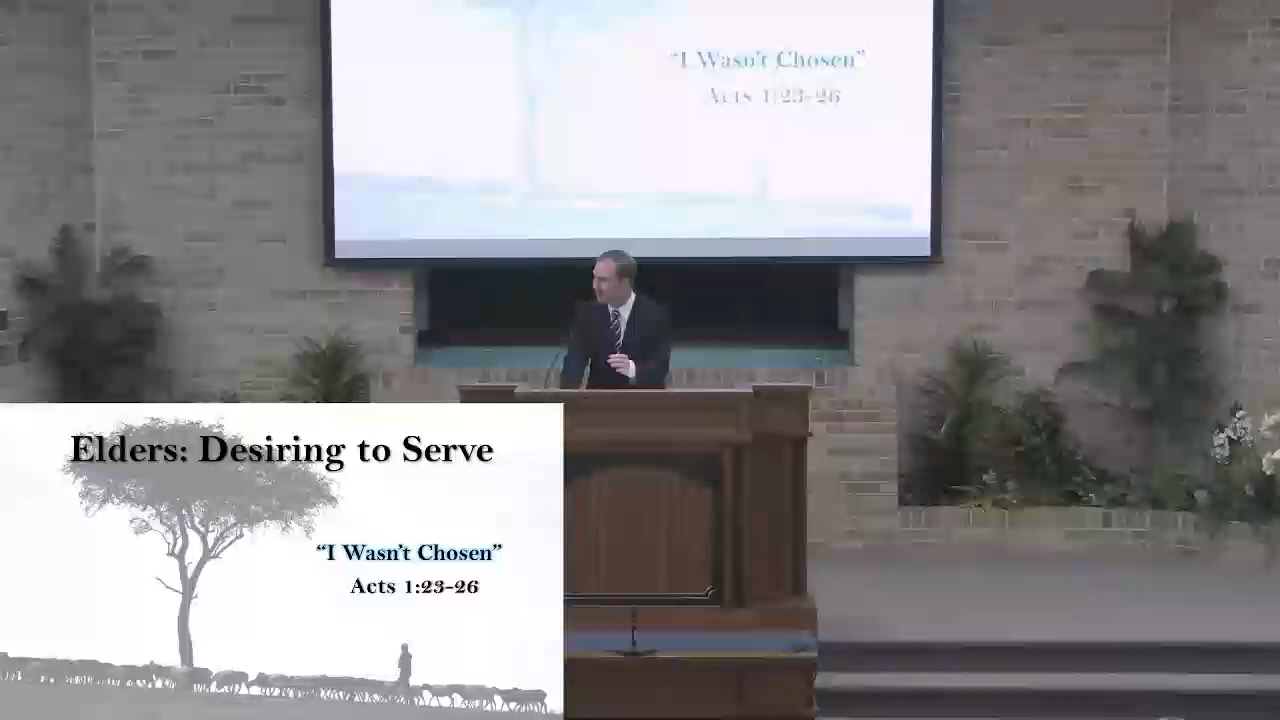 “I Wasn’t Chosen”
Acts 1:23-26
Elders: Desiring to Serve
“I Wasn’t Chosen”
Acts 1:23-26